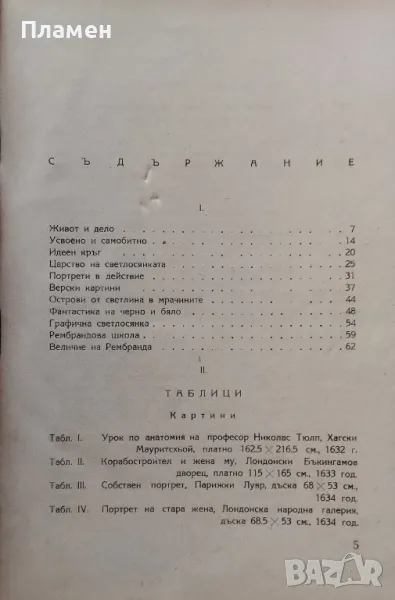 Пламен
СЪДЪРЖАНИЕ
I.
Живот и дело . . . . . . . . . . . . . . . . 7
Усвоено и самобитно . . . . . . . . . . . . . 14
Идеен кръг . . . . . . . . . . . . . . . . 20
Царство на светлосянката . . . . . . . . . . . 25
Портрети в действие . . . . . . . . . . . . . 31
Верски картини . . . . . . . . . . . . . . . 37
Острови от светлина в мрачините . . . . . . . . 44
Фантастика на черно и бяло . . . . . . . . . . 48
Графична светлосянка . . . . . . . . . . . . . 54
Рембрандова школа . . . . . . . . . . . . . . 59
Величие на Рембранда . . . . . . . . . . . . . 62
II.
ТАБЛИЦИ
Картини
Табл. I. Урок по анатомия на професор Николас Тюлп, Хагски
Мауритсхьой, платно 162.5 × 216.5 см., 1632 г.
Табл. II. Корабостроител и жена му, Лондонски Бъкингамов
дворец, платно 115 × 165 см., 1633 год.
Табл. III. Собствен портрет, Парижки Лувр, дъска 68 × 53 см.,
1634 год.
Табл. IV. Портрет на стара жена, Лондонска народна галерия,
дъска 68.5 × 53 см., 1634 год.
5
BAZAR